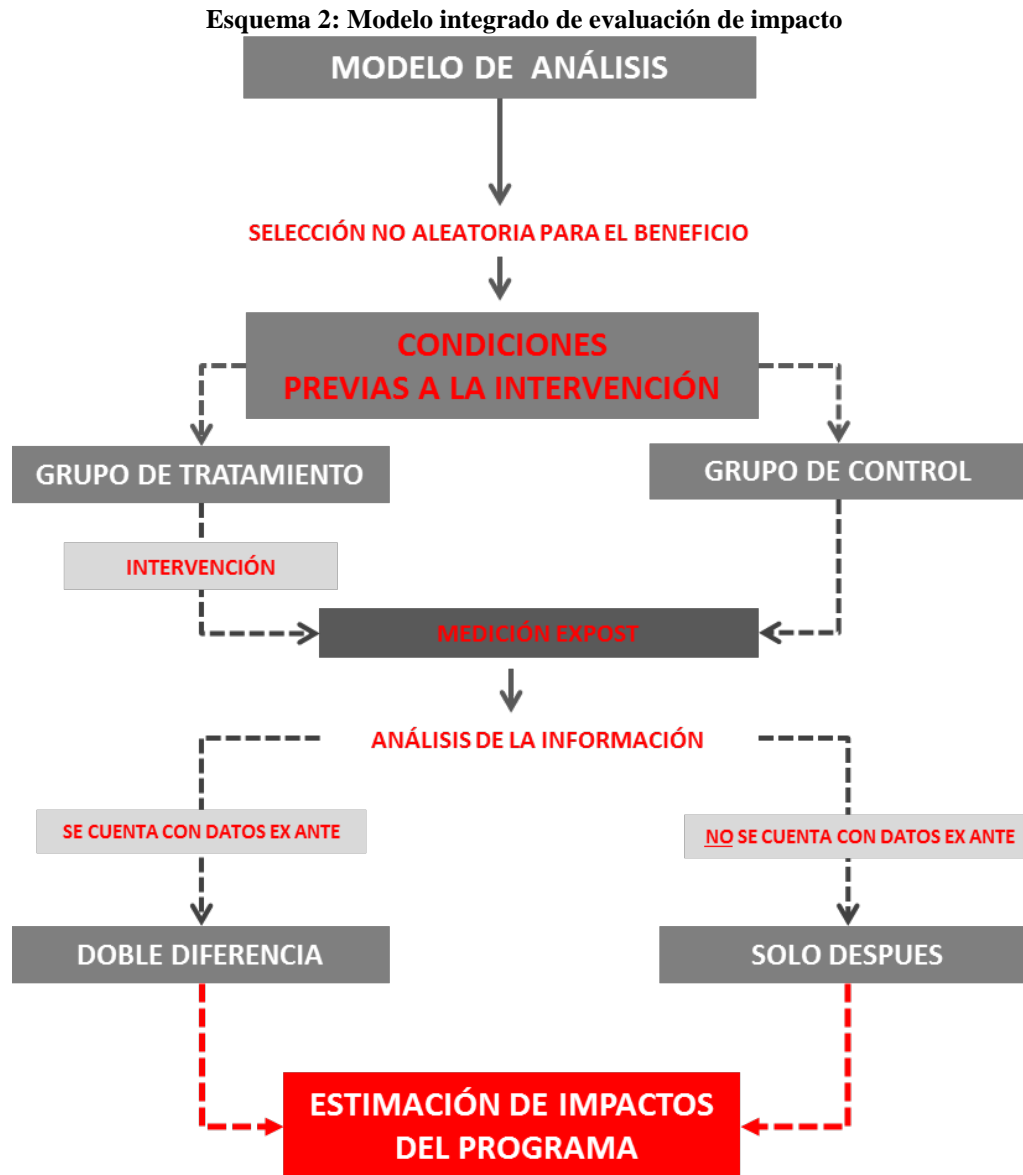 Esquema 2: Modelo integrado de evaluación de impacto
MODELO DE ANÁLISIS
SELECCIÓN NO ALEATORIA PARA EL BENEFICIO
CONDICIONES
PREVIAS A LA INTERVENCIÓN
GRUPO DE TRATAMIENTO
GRUPO DE CONTROL
INTERVENCIÓN
MEDICIÓN EXPOST
ANÁLISIS DE LA INFORMACIÓN
SE CUENTA CON DATOS EX ANTE
NO SE CUENTA CON DATOS EX ANTE
DOBLE DIFERENCIA
SOLO DESPUES
ESTIMACIÓN DE IMPACTOS
DEL PROGRAMA